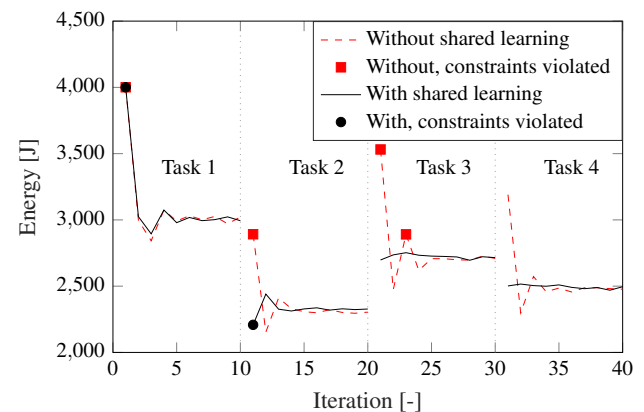 4,500
4,000
3,500
3,000
2,500
2,000
Energy [J]
Without shared learning
Without, constraints violated
With shared learning
With, constraints violated
Task 1
Task 2
Task 3
Task 4
0
5
10
15
20
25
30
35
40
Iteration [-]